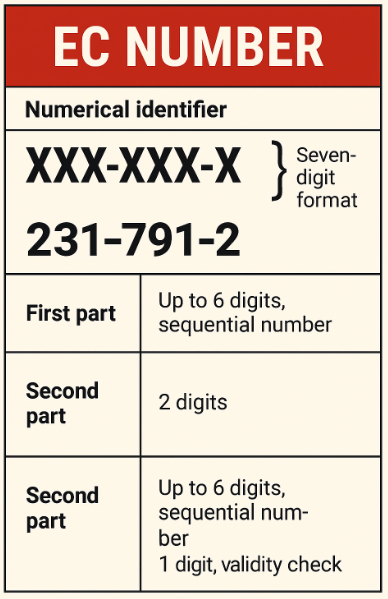 EC NUMBER
Numerical identifier
XXX-XXX-X
} Seven-
digit
format
231-791-2
First part
Up to 6 digits,
sequential number
Second
part
2 digits
Second
part
Up to 6 digits,
sequential num-
ber
1 digit, validity check